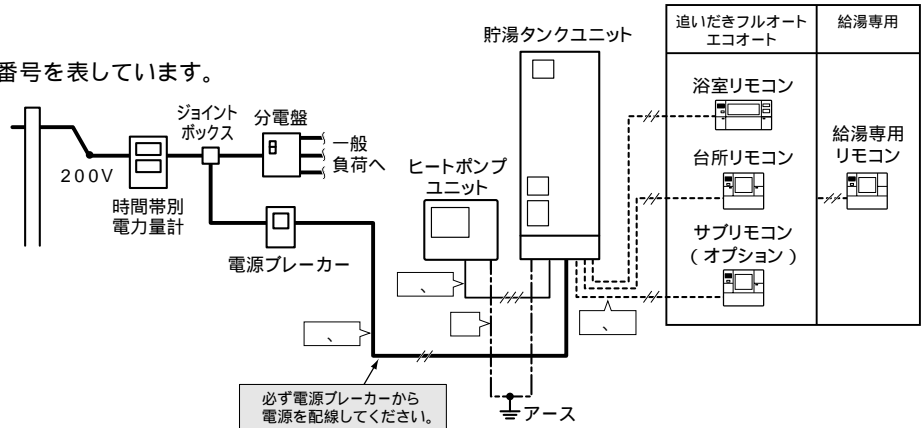 番号を表しています。
200V
時間帯別
電力量計
ジョイント
ボックス
分電盤
一般
負荷へ
電源ブレーカー
ヒートポンプ
ユニット
貯湯タンクユニット
、
、
、
必ず電源ブレーカーから
電源を配線してください。
アース
追いだきフルオート
エコオート
給湯専用
浴室リモコン
台所リモコン
サブリモコン
(オプション)
給湯専用
リモコン